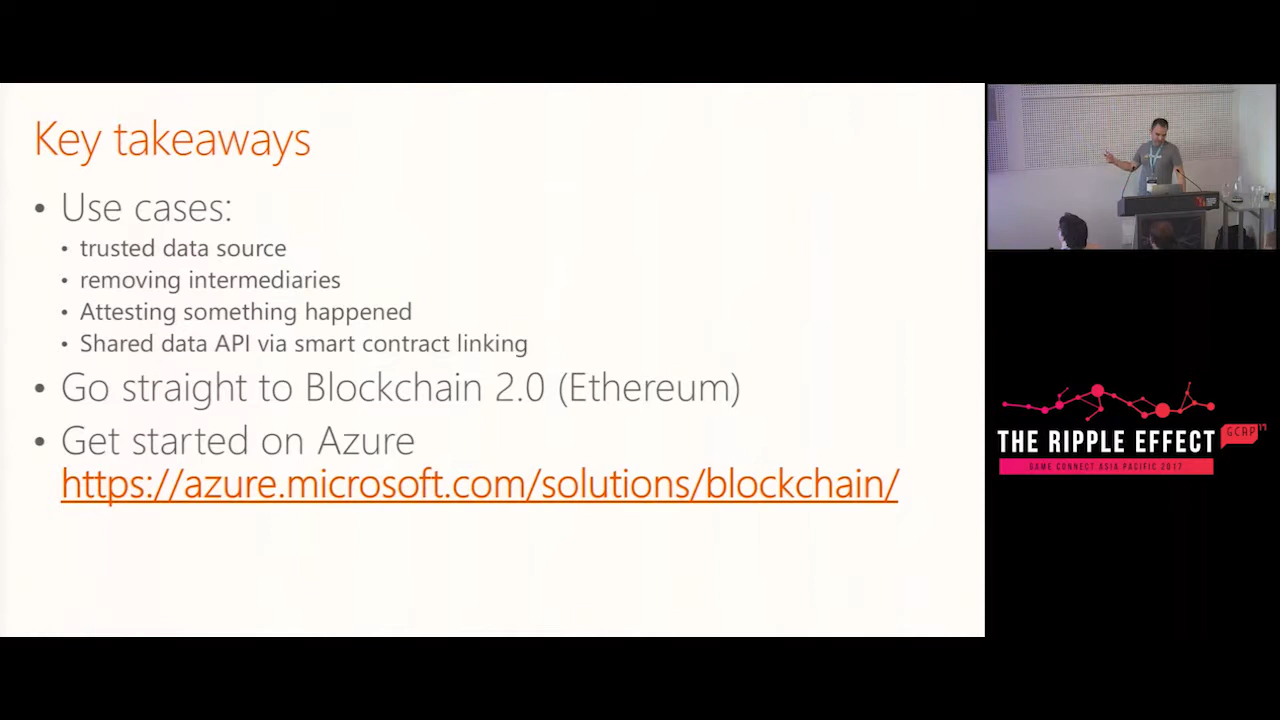 Key takeaways
• Use cases:
• trusted data source
• removing intermediaries
• Attesting something happened
• Shared data API via smart contract linking
• Go straight to Blockchain 2.0 (Ethereum)
• Get started on Azure
https://azure.microsoft.com/solutions/blockchain/
THE RIPPLE EFFECT
GCAP 17
GAME CONNECT ASIA PACIFIC 2017